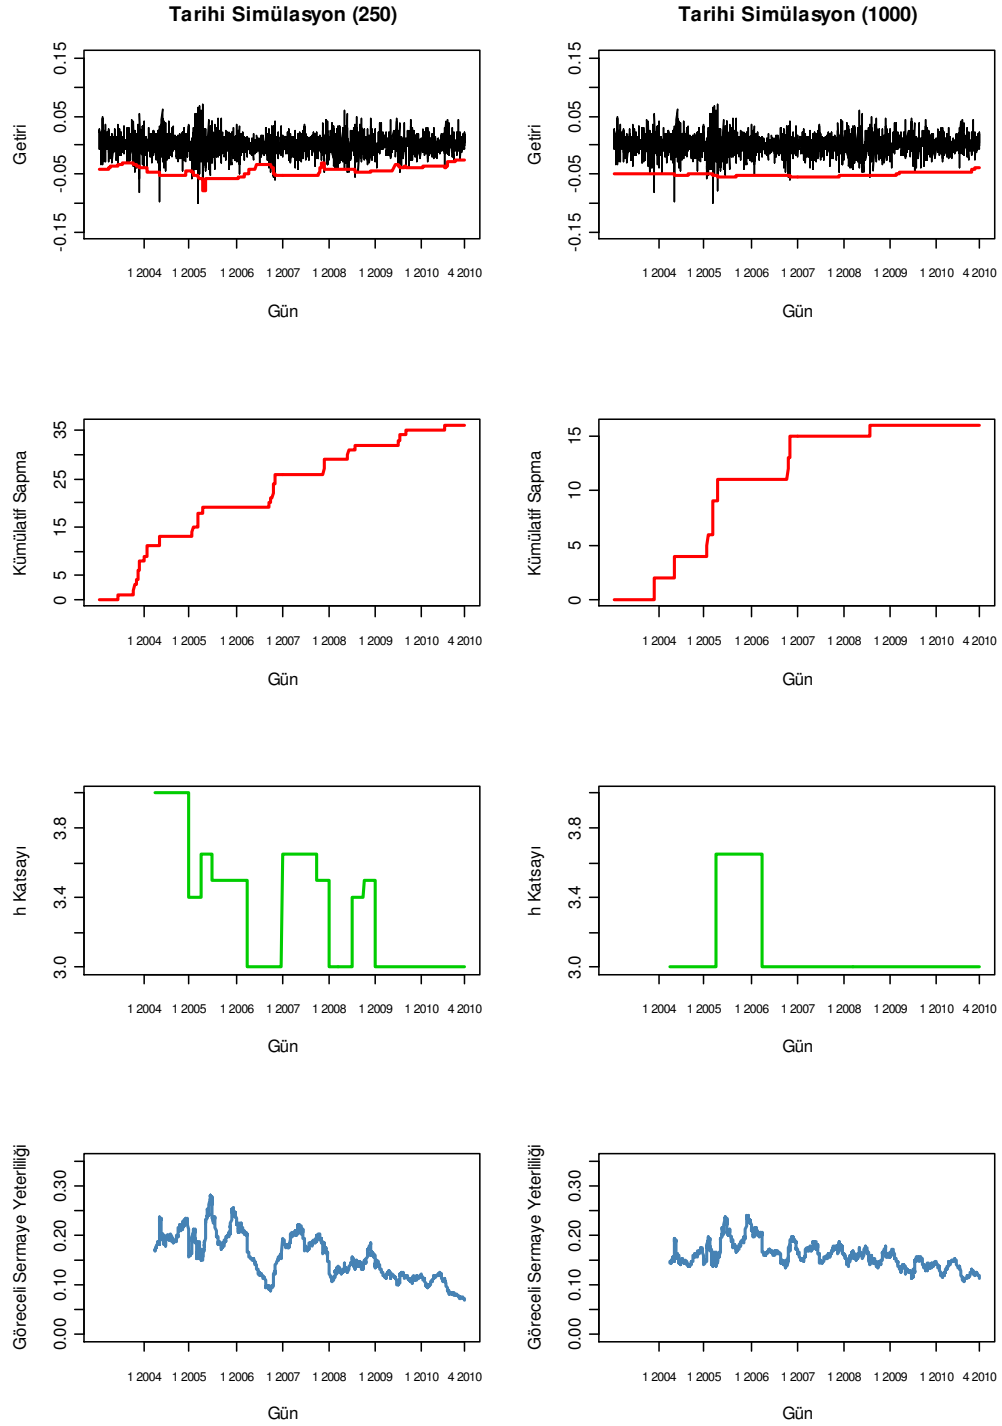 Tarihi Simülasyon (250)
Getiri
0.15
0.05
-0.05
-0.15
1 2004 1 2005 1 2006 1 2007 1 2008 1 2009 1 2010 4 2010
Gün
Tarihi Simülasyon (1000)
Getiri
0.15
0.05
-0.05
-0.15
1 2004 1 2005 1 2006 1 2007 1 2008 1 2009 1 2010 4 2010
Gün
Kümülatif Sapma
35
25
15
5
0
1 2004 1 2005 1 2006 1 2007 1 2008 1 2009 1 2010 4 2010
Gün
Kümülatif Sapma
15
10
5
0
1 2004 1 2005 1 2006 1 2007 1 2008 1 2009 1 2010 4 2010
Gün
h Katsayı
3.8
3.4
3.0
1 2004 1 2005 1 2006 1 2007 1 2008 1 2009 1 2010 4 2010
Gün
h Katsayı
3.8
3.4
3.0
1 2004 1 2005 1 2006 1 2007 1 2008 1 2009 1 2010 4 2010
Gün
Göreceli Sermaye Yeterliliği
0.30
0.20
0.10
0.00
1 2004 1 2005 1 2006 1 2007 1 2008 1 2009 1 2010 4 2010
Gün
Göreceli Sermaye Yeterliliği
0.30
0.20
0.10
0.00
1 2004 1 2005 1 2006 1 2007 1 2008 1 2009 1 2010 4 2010
Gün